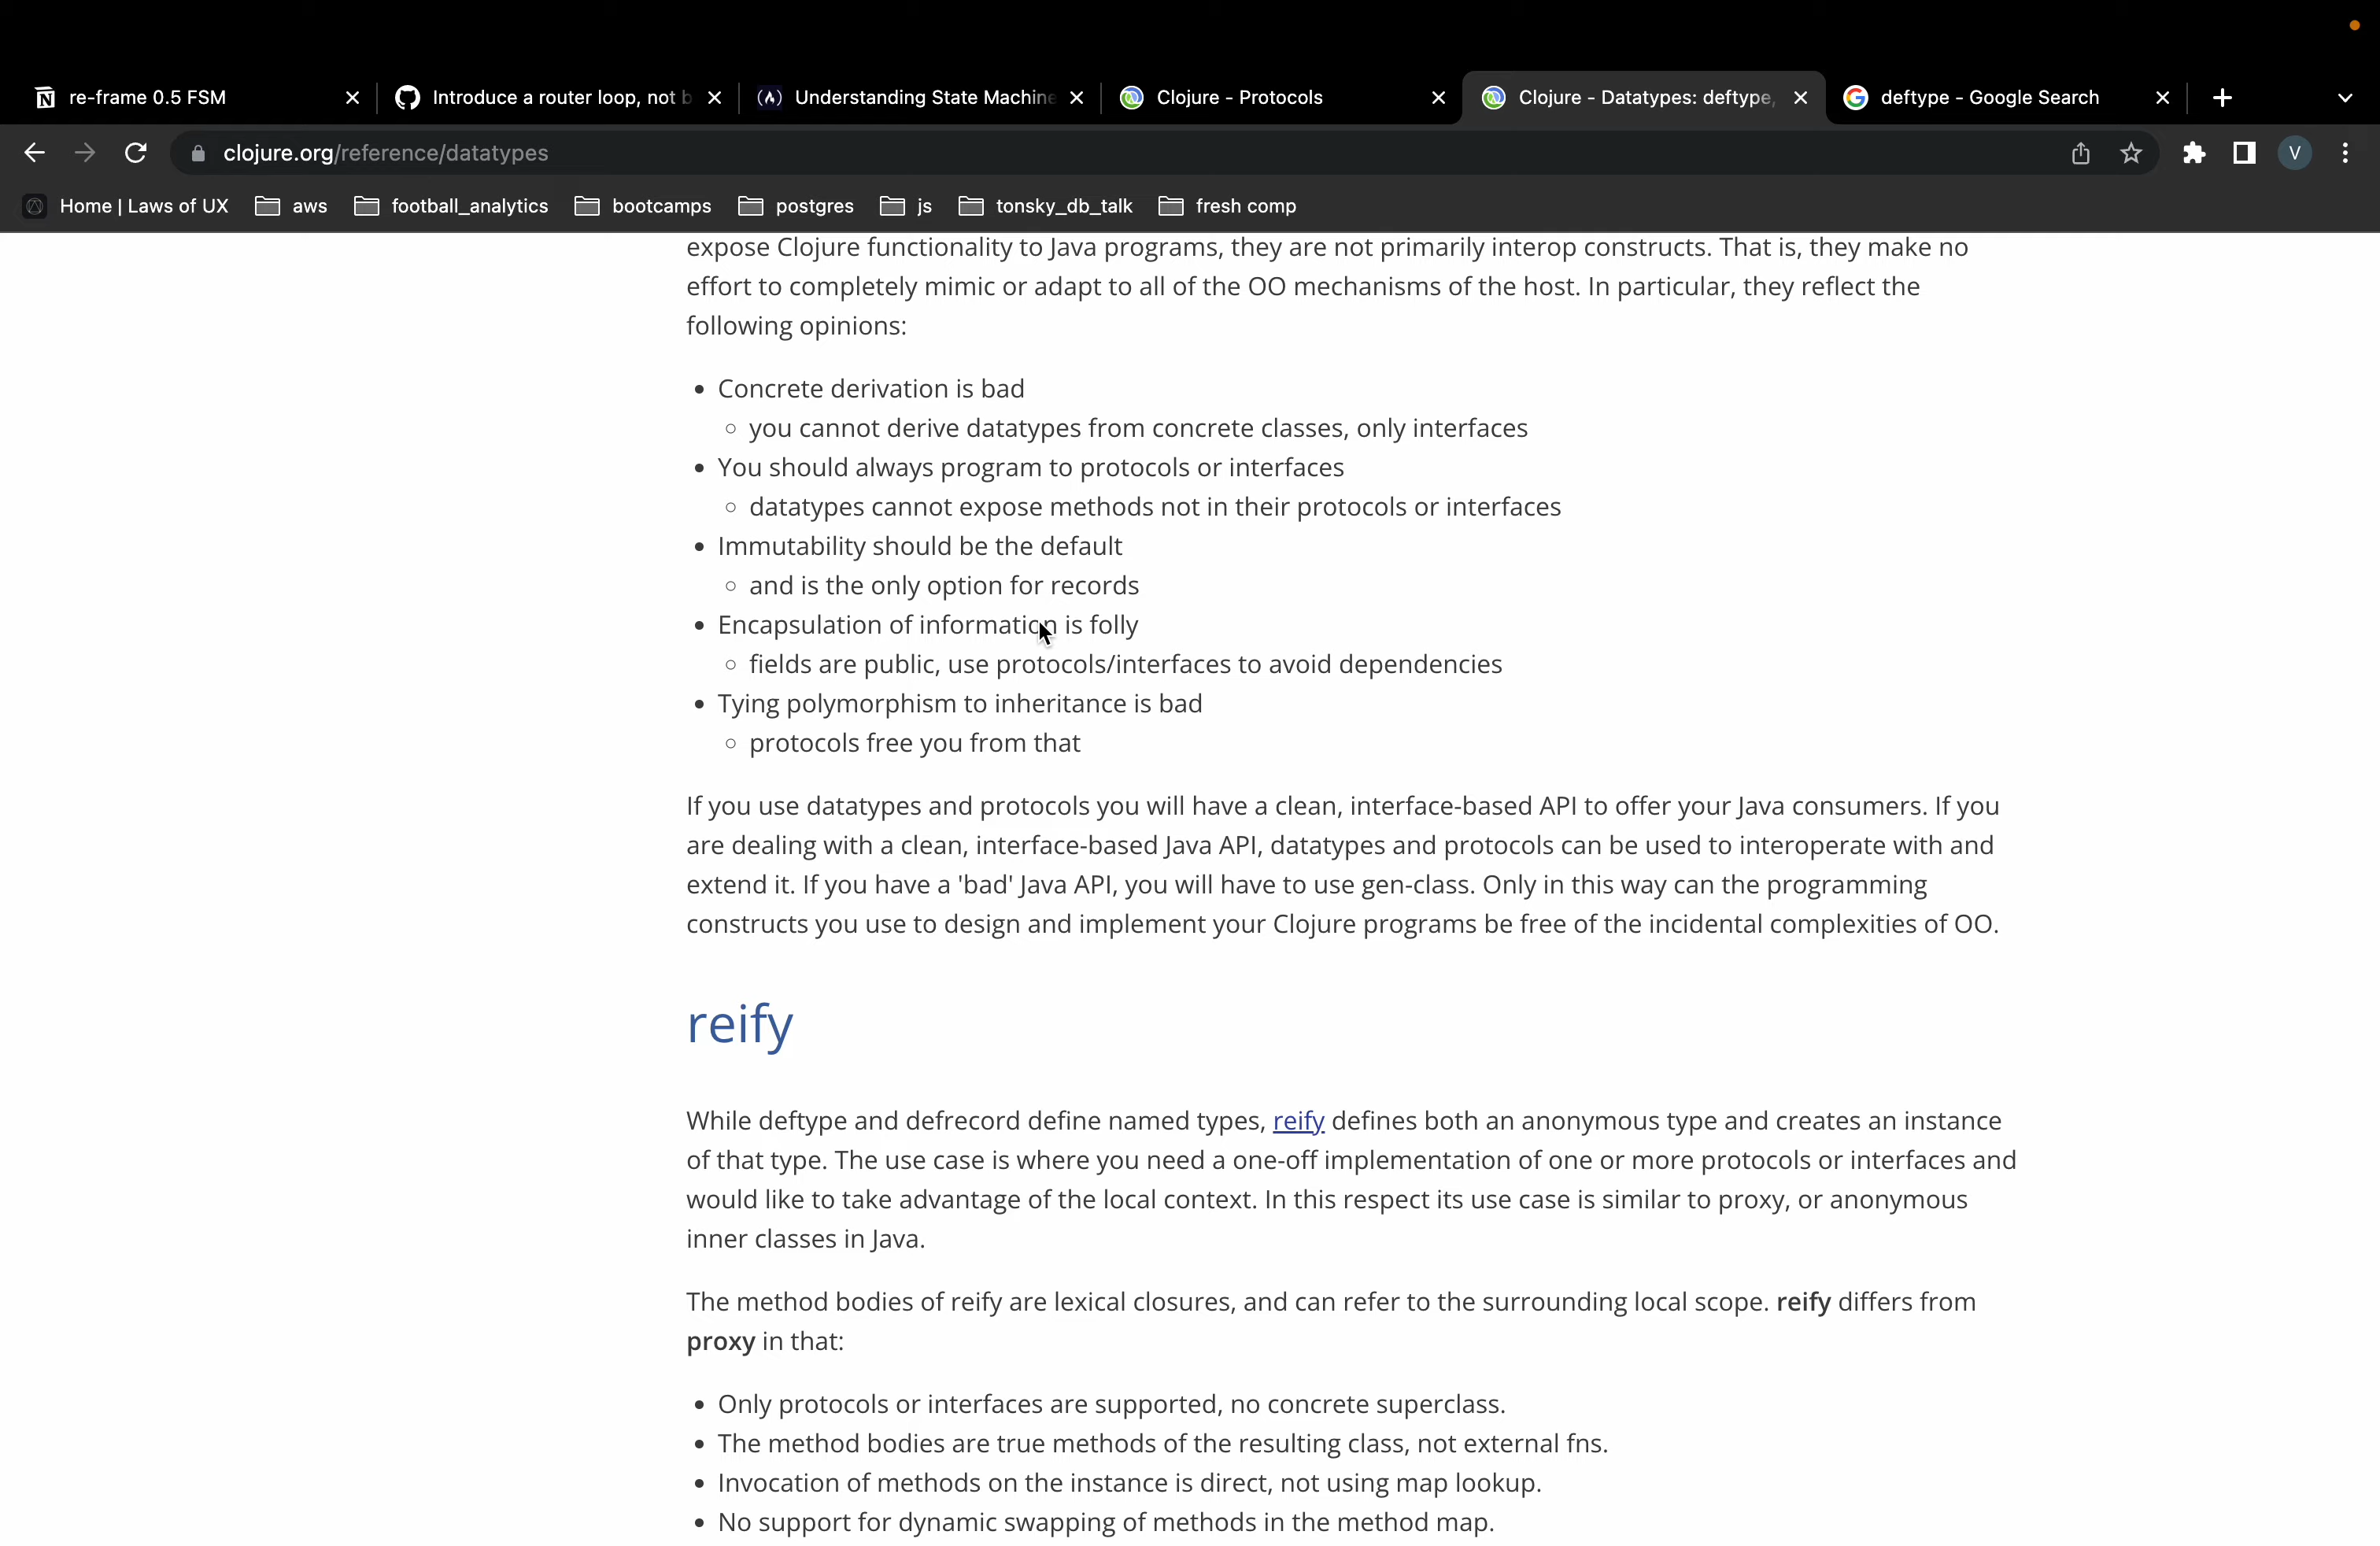 re-frame 0.5 FSM
Introduce a router loop, not b
Understanding State Machine
Clojure - Protocols
Clojure - Datatypes: deftype,
deftype - Google Search
clojure.org/reference/datatypes
V
Home | Laws of UX
aws
football_analytics
bootcamps
postgres
js
tonsky_db_talk
fresh comp
expose Clojure functionality to Java programs, they are not primarily interop constructs. That is, they make no
effort to completely mimic or adapt to all of the OO mechanisms of the host. In particular, they reflect the
following opinions:
• Concrete derivation is bad
◦ you cannot derive datatypes from concrete classes, only interfaces
• You should always program to protocols or interfaces
◦ datatypes cannot expose methods not in their protocols or interfaces
• Immutability should be the default
◦ and is the only option for records
• Encapsulation of information is folly
◦ fields are public, use protocols/interfaces to avoid dependencies
• Tying polymorphism to inheritance is bad
◦ protocols free you from that
If you use datatypes and protocols you will have a clean, interface-based API to offer your Java consumers. If you
are dealing with a clean, interface-based Java API, datatypes and protocols can be used to interoperate with and
extend it. If you have a 'bad' Java API, you will have to use gen-class. Only in this way can the programming
constructs you use to design and implement your Clojure programs be free of the incidental complexities of OO.
reify
While deftype and defrecord define named types, reify defines both an anonymous type and creates an instance
of that type. The use case is where you need a one-off implementation of one or more protocols or interfaces and
would like to take advantage of the local context. In this respect its use case is similar to proxy, or anonymous
inner classes in Java.
The method bodies of reify are lexical closures, and can refer to the surrounding local scope. reify differs from
proxy in that:
• Only protocols or interfaces are supported, no concrete superclass.
• The method bodies are true methods of the resulting class, not external fns.
• Invocation of methods on the instance is direct, not using map lookup.
• No support for dynamic swapping of methods in the method map.